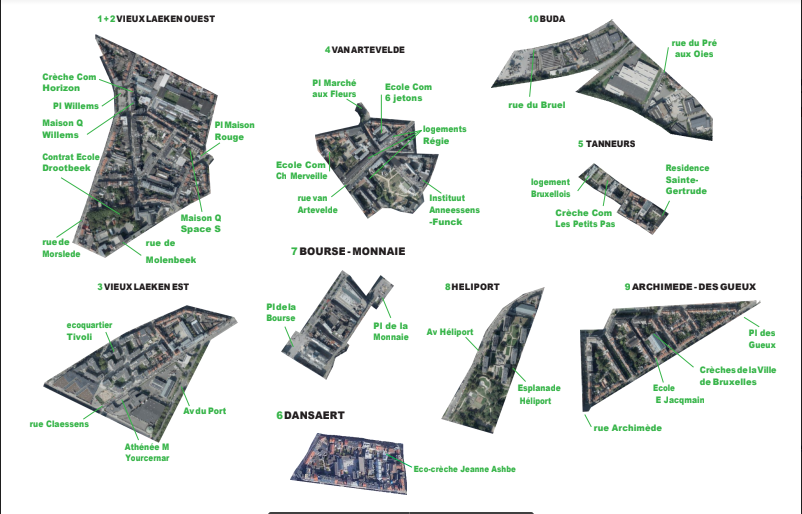 1+2 VIEUX LAEKEN OUEST
Crèche Com
Horizon
Pl Willems
Maison Q
Willems
Contrat Ecole
Drootbeek
rue de
Morslede
rue de
Molenbeek
Maison Q
Space S
Pl Maison
Rouge
4 VAN ARTEVELDE
Pl Marché
aux Fleurs
Ecole Com
6 jetons
logements
Régie
Ecole Com
Ch Merveille
rue van
Artevelde
Instituut
Anneessens
-Funck
10 BUDA
rue du Pré
aux Oies
rue du Bruel
5 TANNEURS
logement
Bruxellois
Crèche Com
Les Petits Pas
Residence
Sainte-
Gertrude
3 VIEUX LAEKEN EST
ecoquartier
Tivoli
rue Claessens
Athénée M
Yourcernar
Av du Port
7 BOURSE - MONNAIE
Pl de la
Bourse
Pl de la
Monnaie
8 HELIPORT
Av Héliport
Esplanade
Héliport
9 ARCHIMEDE - DES GUEUX
Pl des
Gueux
Crèches de la Ville
de Bruxelles
Ecole
E Jacqmain
rue Archimède
6 DANSAERT
Eco-crèche Jeanne Ashbe